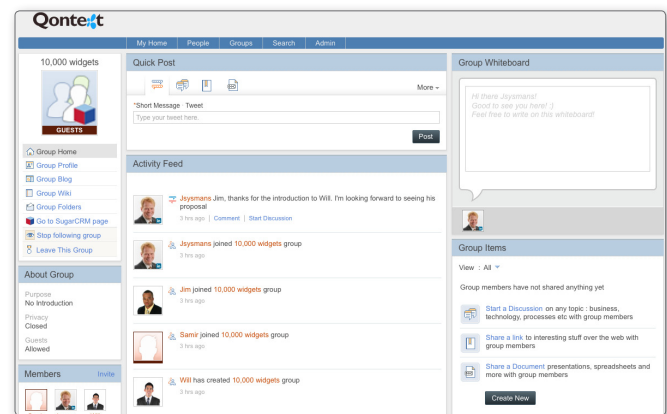 Qontext
My Home People Groups Search Admin
10,000 widgets
GUESTS
Group Home
Group Profile
Group Blog
Group Wiki
Group Folders
Go to SugarCRM page
Stop following group
Leave This Group
About Group
Purpose
No Introduction
Privacy
Closed
Guests
Allowed
Members Invite
Quick Post
More
*Short Message · Tweet
Type your tweet here.
Post
Activity Feed
Jsysmans Jim, thanks for the introduction to Will. I'm looking forward to seeing his
proposal
3 hrs ago | Comment | Start Discussion
Jsysmans joined 10,000 widgets group
3 hrs ago
Jim joined 10,000 widgets group
3 hrs ago
Samir joined 10,000 widgets group
3 hrs ago
Will has created 10,000 widgets group
3 hrs ago
Group Whiteboard
Hi there Jsysmans!
Good to see you here! :)
Feel free to write on this whiteboard!
Group Items
View : All
Group members have not shared anything yet
Start a Discussion on any topic : business,
technology, processes etc with group members
Share a link to interesting stuff over the web with
group members
Share a Document presentations, spreadsheets and
more with group members
Create New